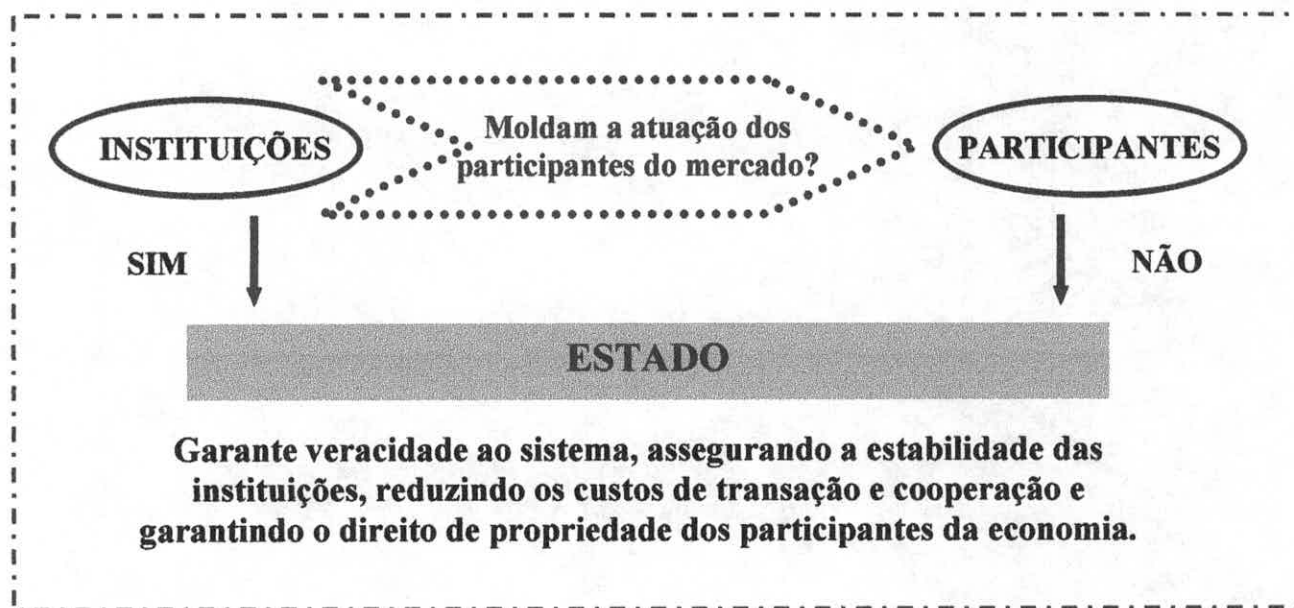 INSTITUIÇÕES
Moldam a atuação dos
participantes do mercado?
PARTICIPANTES
SIM
NÃO
ESTADO
Garante veracidade ao sistema, assegurando a estabilidade das
instituições, reduzindo os custos de transação e cooperação e
garantindo o direito de propriedade dos participantes da economia.